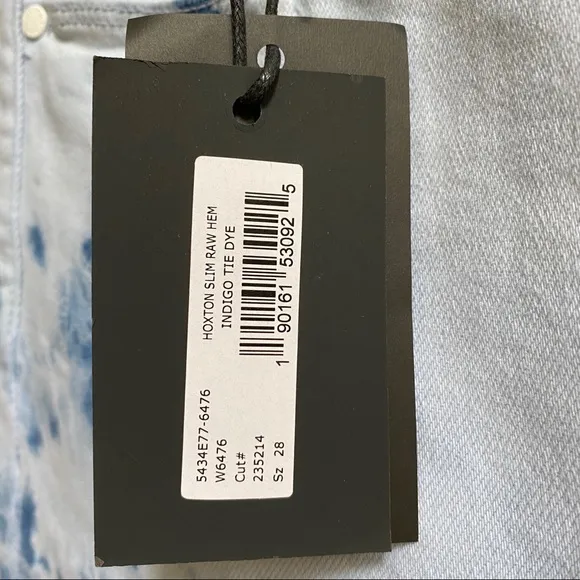 HOXTON SLIM RAW HEM
INDIGO TIE DYE
1 90161 53092 5
5434E77-6476
W6476
Cut#
235214
Sz 28